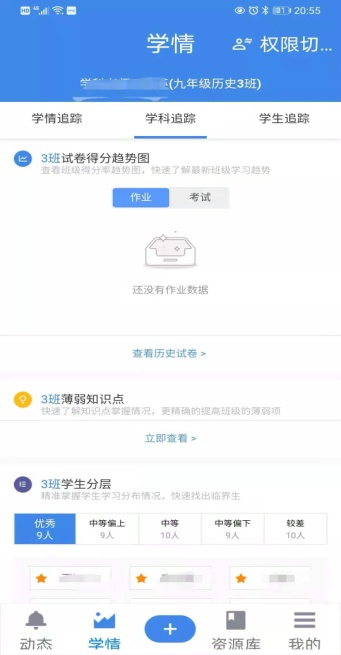 HD 4G 20:55
学情 权限切...
(九年级历史3班)
学情追踪 学科追踪 学生追踪
3班试卷得分趋势图
查看班级得分率趋势图，快速了解最新班级学习趋势
作业 考试
还没有作业数据
查看历史试卷 >
3班薄弱知识点
快速了解知识点掌握情况，更精确的提高班级的薄弱项
立即查看 >
3班学生分层
精准掌握学生学习分布情况，快速找出临界生
优秀 中等偏上 中等 中等偏下 较差
9人 9人 10人 9人 10人
动态 学情 + 资源库 我的